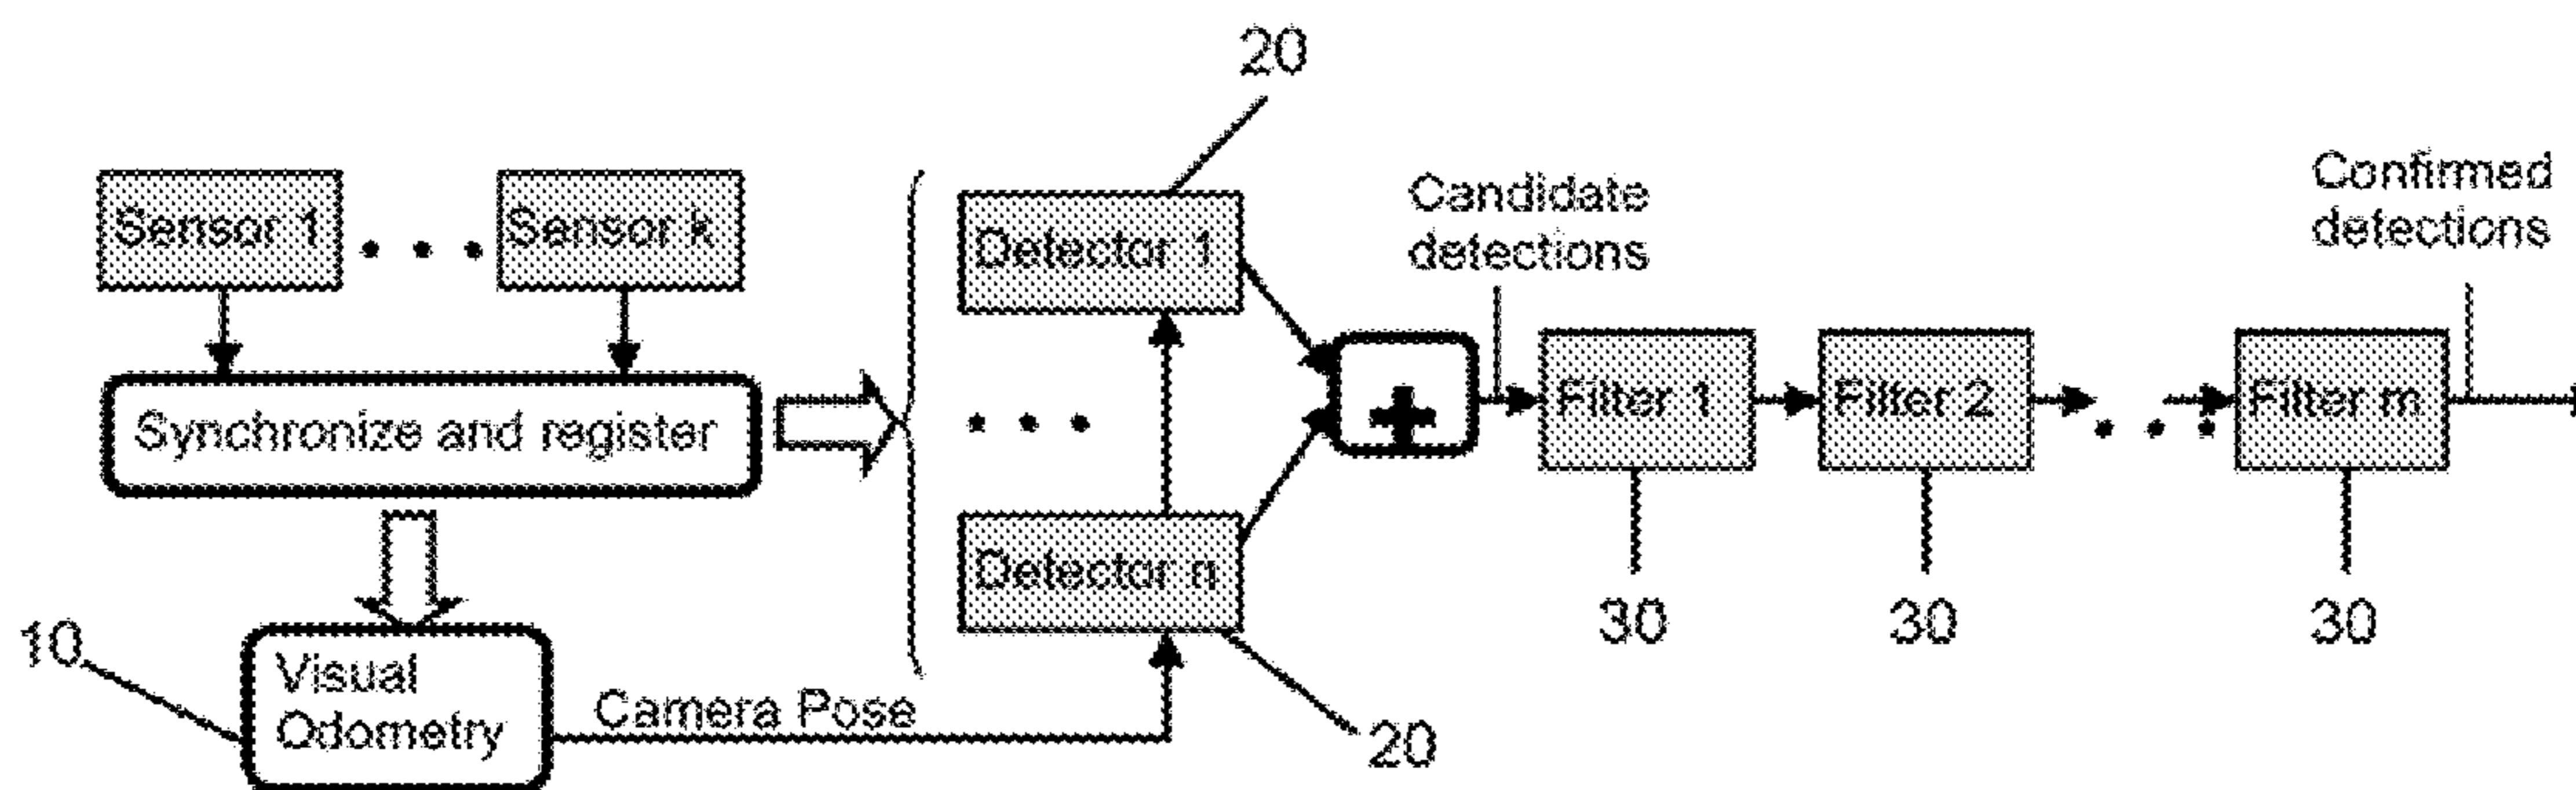 20
Confirmed
detections
Candidate
detections
Sensor 1 . . . Sensor k
Detector 1
Synchronize and register
. . .
+
Filter 1
Filter 2
. . .
Filter m
Detector n
30
30
30
10
Visual
Odometry
Camera Pose
20